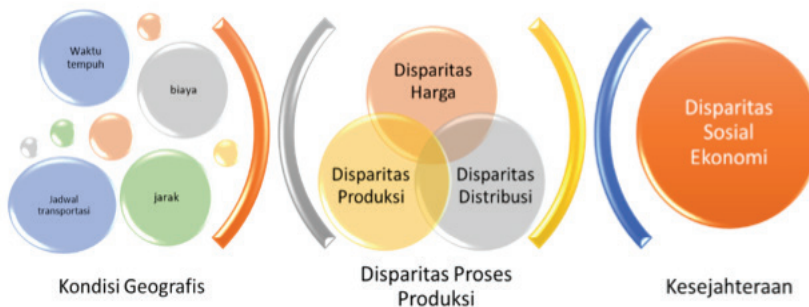 Waktu
tempuh
biaya
Jadwal
transportasi
jarak
Kondisi Geografis
Disparitas
Harga
Disparitas
Produksi
Disparitas
Distribusi
Disparitas Proses
Produksi
Disparitas
Sosial
Ekonomi
Kesejahteraan